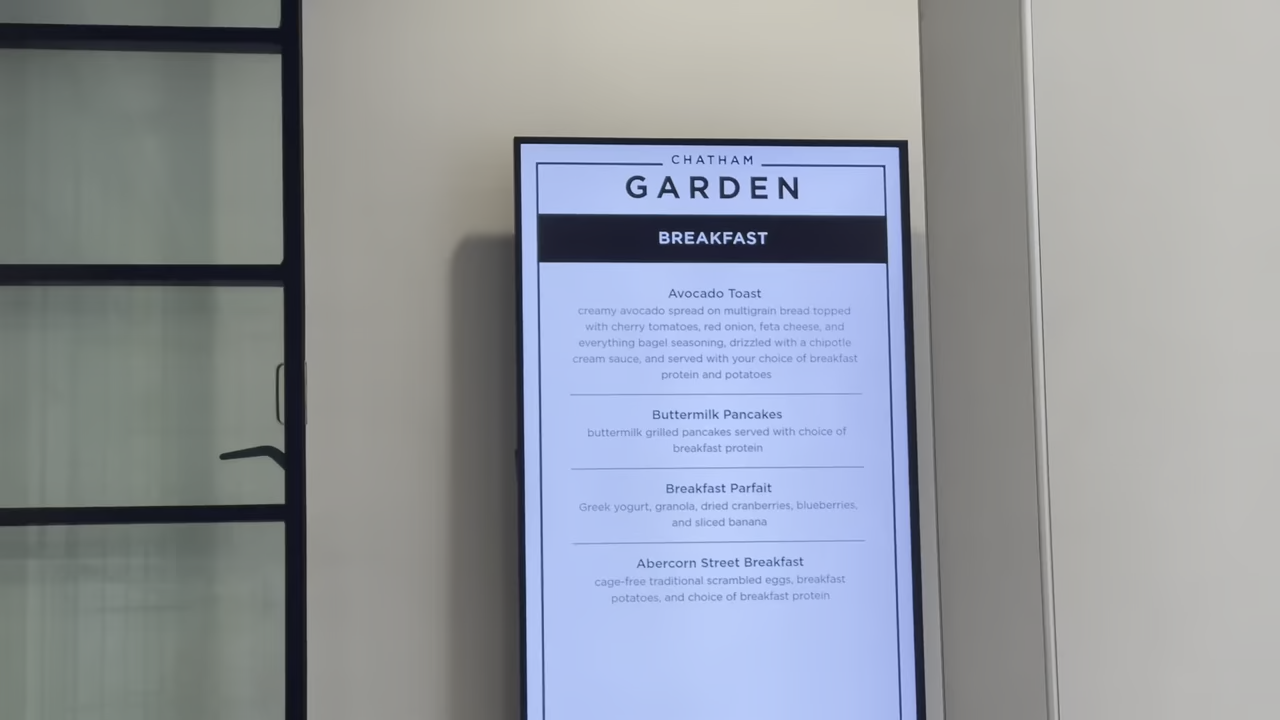 CHATHAM
GARDEN
BREAKFAST
Avocado Toast
creamy avocado spread on multigrain bread topped
with cherry tomatoes, red onion, feta cheese, and
everything bagel seasoning, drizzled with a chipotle
cream sauce, and served with your choice of breakfast
protein and potatoes
Buttermilk Pancakes
buttermilk grilled pancakes served with choice of
breakfast protein
Breakfast Parfait
Greek yogurt, granola, dried cranberries, blueberries,
and sliced banana
Abercorn Street Breakfast
cage-free traditional scrambled eggs, breakfast
potatoes, and choice of breakfast protein